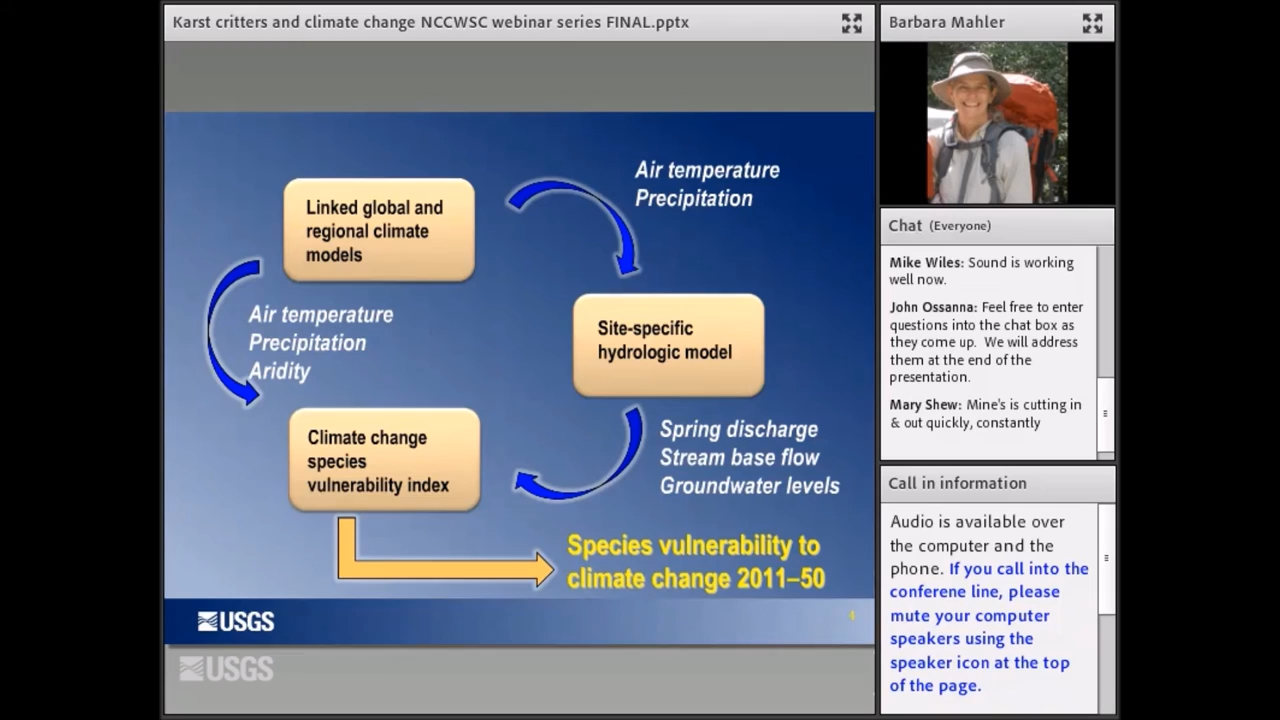 Karst critters and climate change NCCWSC webinar series FINAL.pptx
Linked global and
regional climate
models
Air temperature
Precipitation
Air temperature
Precipitation
Aridity
Site-specific
hydrologic model
Climate change
species
vulnerability index
Spring discharge
Stream base flow
Groundwater levels
Species vulnerability to
climate change 2011–50
USGS
4
USGS
Barbara Mahler
Chat (Everyone)
Mike Wiles: Sound is working
well now.
John Ossanna: Feel free to enter
questions into the chat box as
they come up. We will address
them at the end of the
presentation.
Mary Shew: Mine's is cutting in
& out quickly, constantly
Call in information
Audio is available over
the computer and the
phone. If you call into the
conferene line, please
mute your computer
speakers using the
speaker icon at the top
of the page.